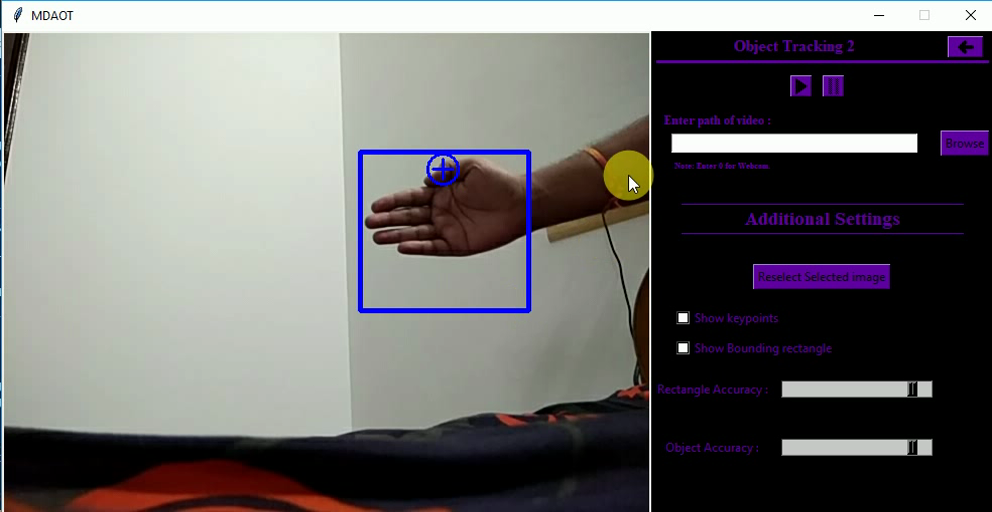 MDAOT
Object Tracking 2
Enter path of video :
Browse
Note: Enter 0 for Webcam
Additional Settings
Reselect Selected image
Show keypoints
Show Bounding rectangle
Rectangle Accuracy :
Object Accuracy :